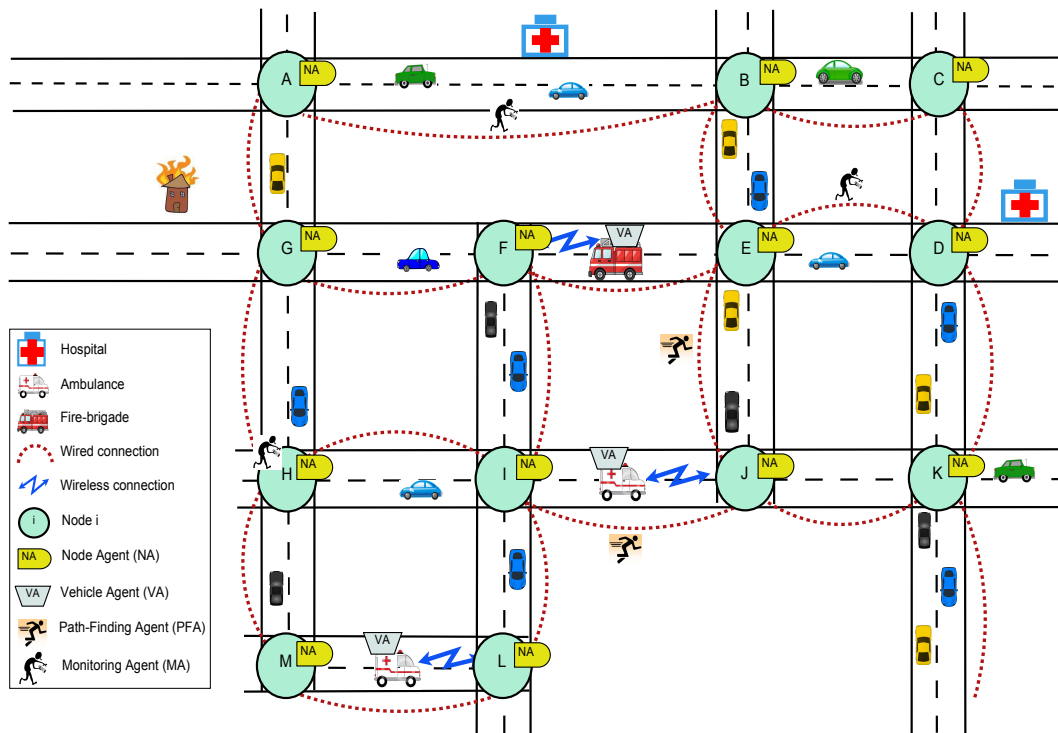 A
NA
B
NA
C
NA
G
NA
F
NA
VA
E
NA
D
NA
Hospital
Ambulance
Fire-brigade
Wired connection
Wireless connection
i
Node i
NA
Node Agent (NA)
VA
Vehicle Agent (VA)
Path-Finding Agent (PFA)
Monitoring Agent (MA)
H
NA
I
NA
VA
J
NA
K
NA
M
NA
VA
L
NA